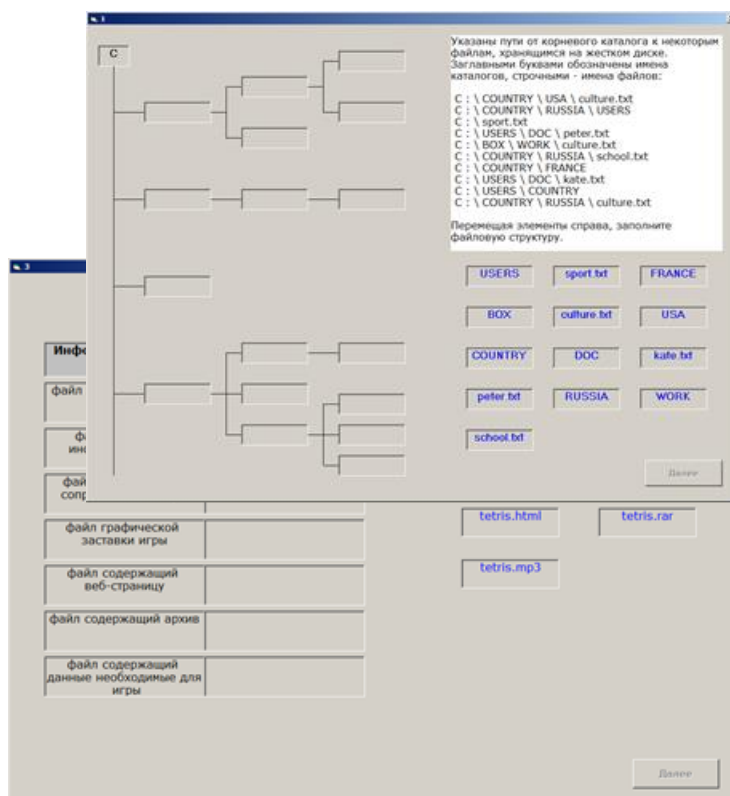 1
C
Указаны пути от корневого каталога к некоторым
файлам, хранящимся на жестком диске.
Заглавными буквами обозначены имена
каталогов, строчными - имена файлов:
C : \ COUNTRY \ USA \ culture.txt
C : \ COUNTRY \ RUSSIA \ USERS
C : \ sport.txt
C : \ USERS \ DOC \ peter.txt
C : \ BOX \ WORK \ culture.txt
C : \ COUNTRY \ RUSSIA \ school.txt
C : \ COUNTRY \ FRANCE
C : \ USERS \ DOC \ kate.txt
C : \ USERS \ COUNTRY
C : \ COUNTRY \ RUSSIA \ culture.txt
Перемещая элементы справа, заполните
файловую структуру.
USERS sport.txt FRANCE
BOX culture.txt USA
COUNTRY DOC kate.txt
peter.txt RUSSIA WORK
school.txt
Далее
3
Инфо
файл
сопр
файл графической
заставки игры
файл содержащий
веб-страницу
файл содержащий архив
файл содержащий
данные необходимые для
игры
tetris.html tetris.rar
tetris.mp3
Далее